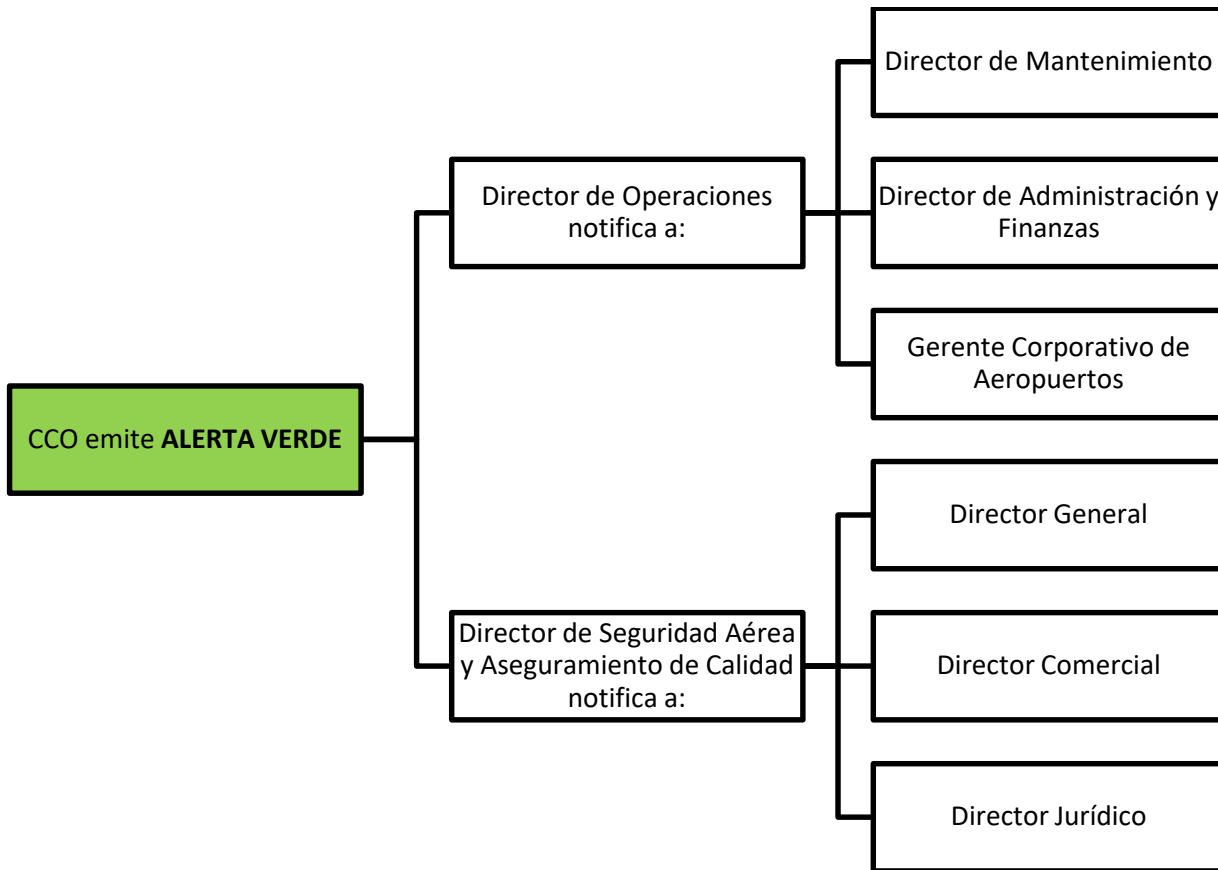 CCO emite ALERTA VERDE
Director de Operaciones
notifica a:
Director de Mantenimiento
Director de Administración y
Finanzas
Gerente Corporativo de
Aeropuertos
Director de Seguridad Aérea
y Aseguramiento de Calidad
notifica a:
Director General
Director Comercial
Director Jurídico